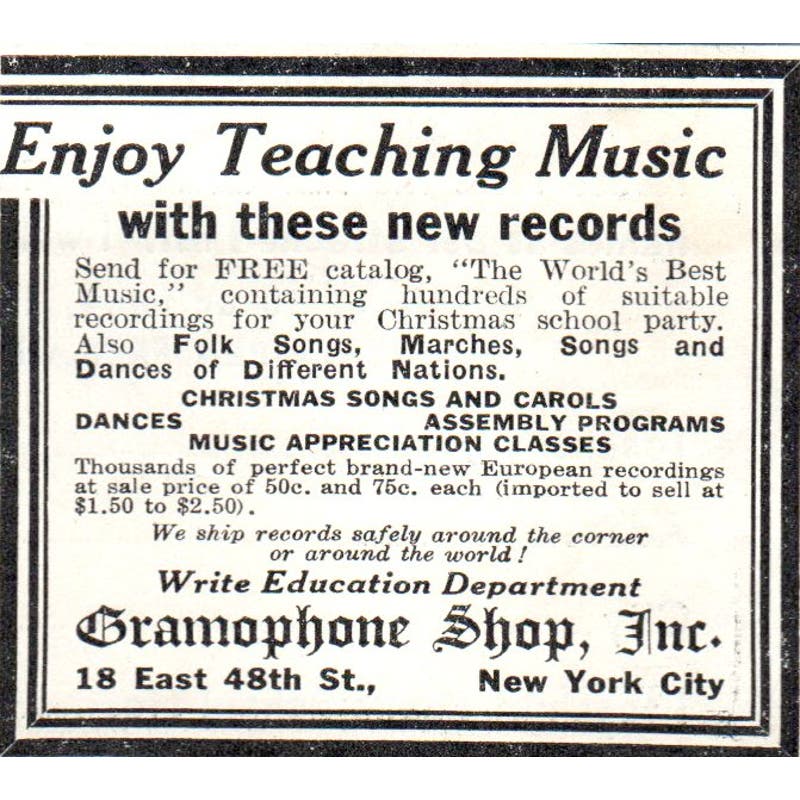 Enjoy Teaching Music
with these new records
Send for FREE catalog, "The World's Best
Music," containing hundreds of suitable
recordings for your Christmas school party.
Also Folk Songs, Marches, Songs and
Dances of Different Nations.
CHRISTMAS SONGS AND CAROLS
DANCES ASSEMBLY PROGRAMS
MUSIC APPRECIATION CLASSES
Thousands of perfect brand-new European recordings
at sale price of 50c. and 75c. each (imported to sell at
$1.50 to $2.50).
We ship records safely around the corner
or around the world!
Write Education Department
Gramophone Shop, Inc.
18 East 48th St., New York City